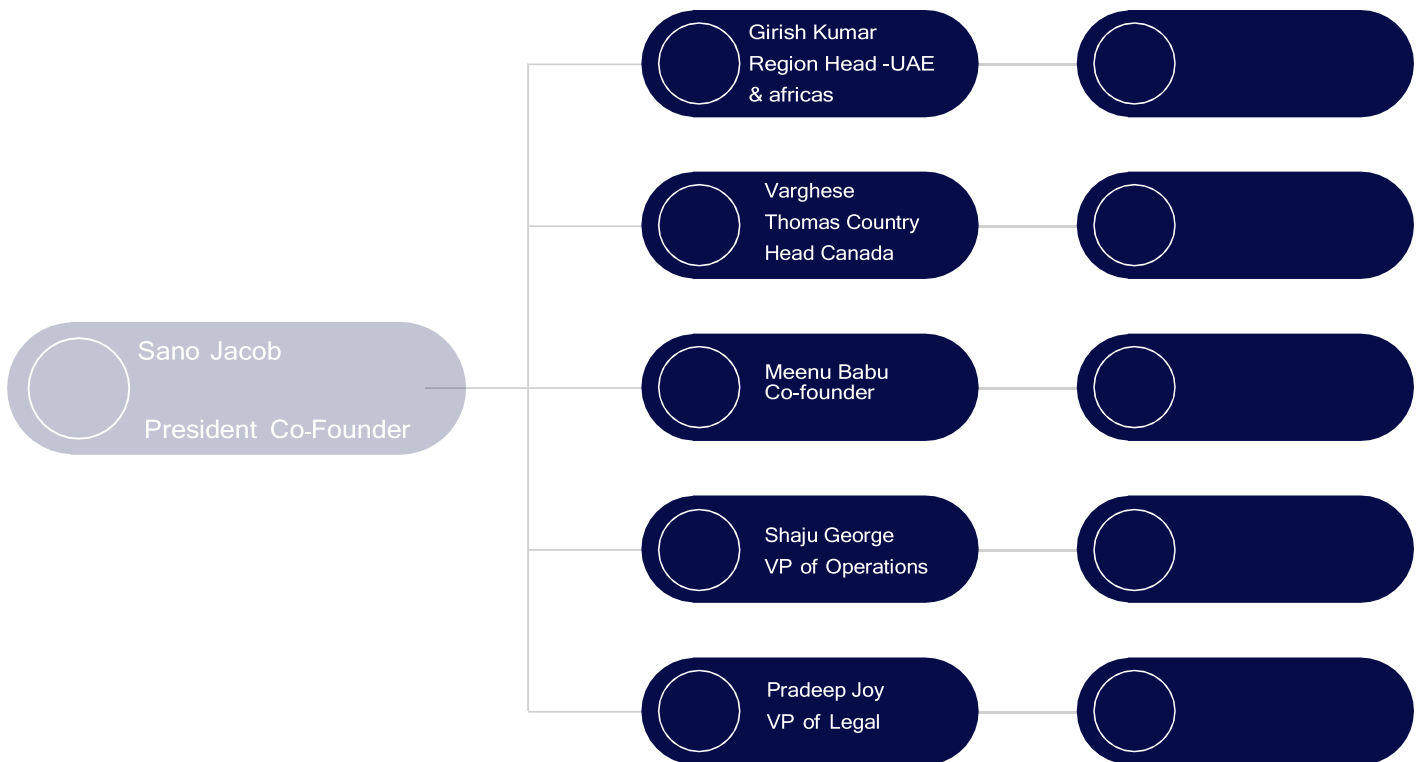 Girish Kumar
Region Head -UAE
& africas
Varghese
Thomas Country
Head Canada
Sano Jacob
President Co-Founder
Meenu Babu
Co-founder
Shaju George
VP of Operations
Pradeep Joy
VP of Legal